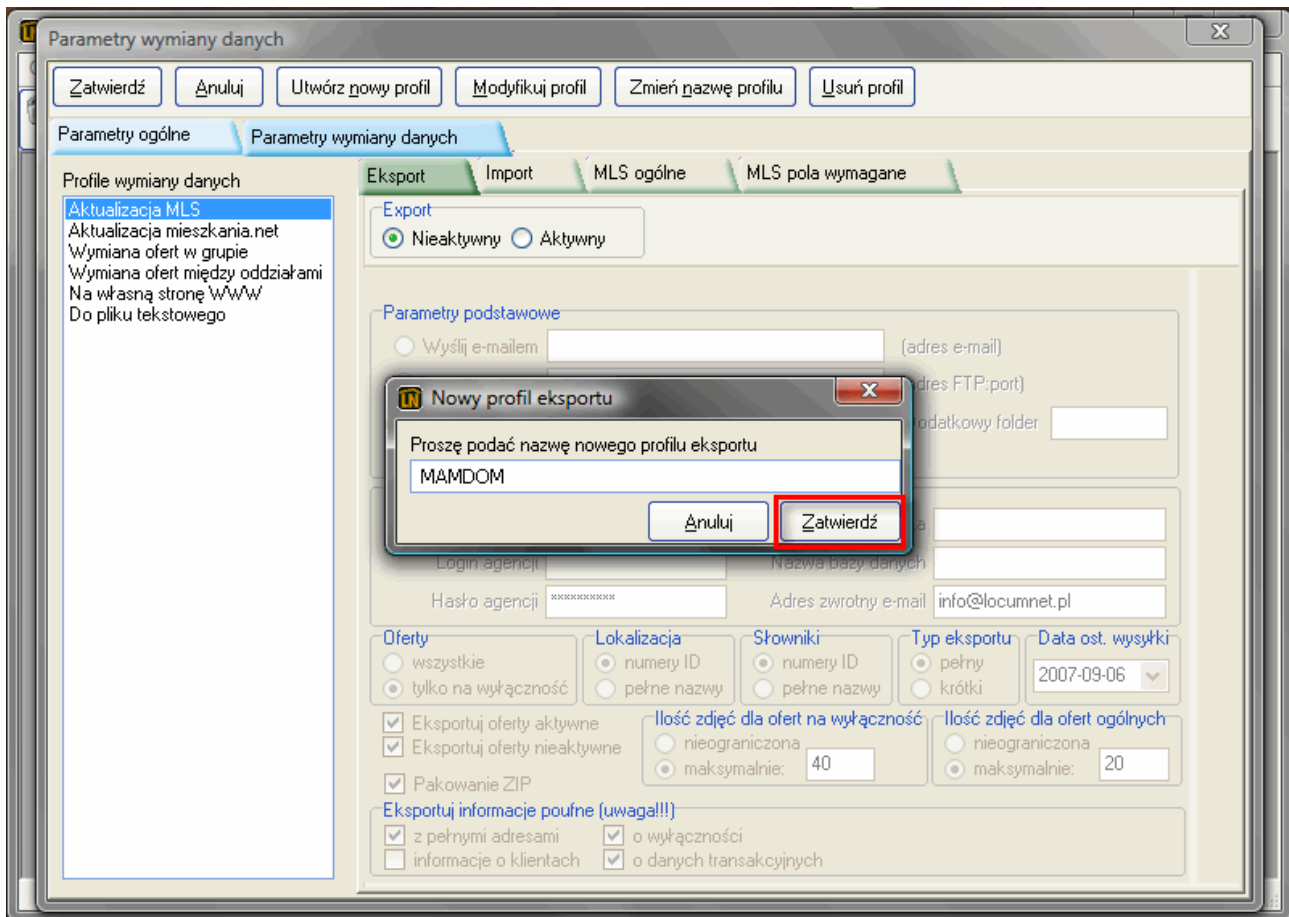 Parametry wymiany danych
Zatwierdź Anuluj Utwórz nowy profil Modyfikuj profil Zmień nazwę profilu Usuń profil
Parametry ogólne Parametry wymiany danych
Profile wymiany danych
Aktualizacja MLS
Aktualizacja mieszkania.net
Wymiana ofert w grupie
Wymiana ofert między oddziałami
Na własną stronę WWW
Do pliku tekstowego
Eksport Import MLS ogólne MLS pola wymagane
Export
Nieaktywny Aktywny
Parametry podstawowe
Wyślij e-mailem (adres e-mail)
dres FTP:port)
odatkowy folder
Nowy profil eksportu
Proszę podać nazwę nowego profilu eksportu
MAMDOM
Anuluj Zatwierdź
Login agencji Nazwa bazy danych
Hasło agencji ********** Adres zwrotny e-mail info@locumnet.pl
Oferty Lokalizacja Słowniki Typ eksportu Data ost. wysyłki
wszystkie numery ID numery ID pełny 2007-09-06
tylko na wyłączność pełne nazwy pełne nazwy krótki
Eksportuj oferty aktywne Ilość zdjęć dla ofert na wyłączność Ilość zdjęć dla ofert ogólnych
Eksportuj oferty nieaktywne nieograniczona nieograniczona
maksymalnie: 40 maksymalnie: 20
Pakowanie ZIP
Eksportuj informacje poufne (uwaga!!!)
z pełnymi adresami o wyłączności
informacje o klientach o danych transakcyjnych